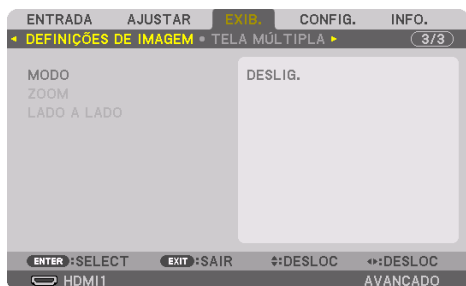 ENTRADA AJUSTAR EXIB. CONFIG. INFO.
◂ DEFINIÇÕES DE IMAGEM • TELA MÚLTIPLA ▸ 3/3
MODO DESLIG.
ZOOM
LADO A LADO
ENTER :SELECT EXIT :SAIR ≑:DESLOC ◂▸:DESLOC
HDMI1 AVANÇADO